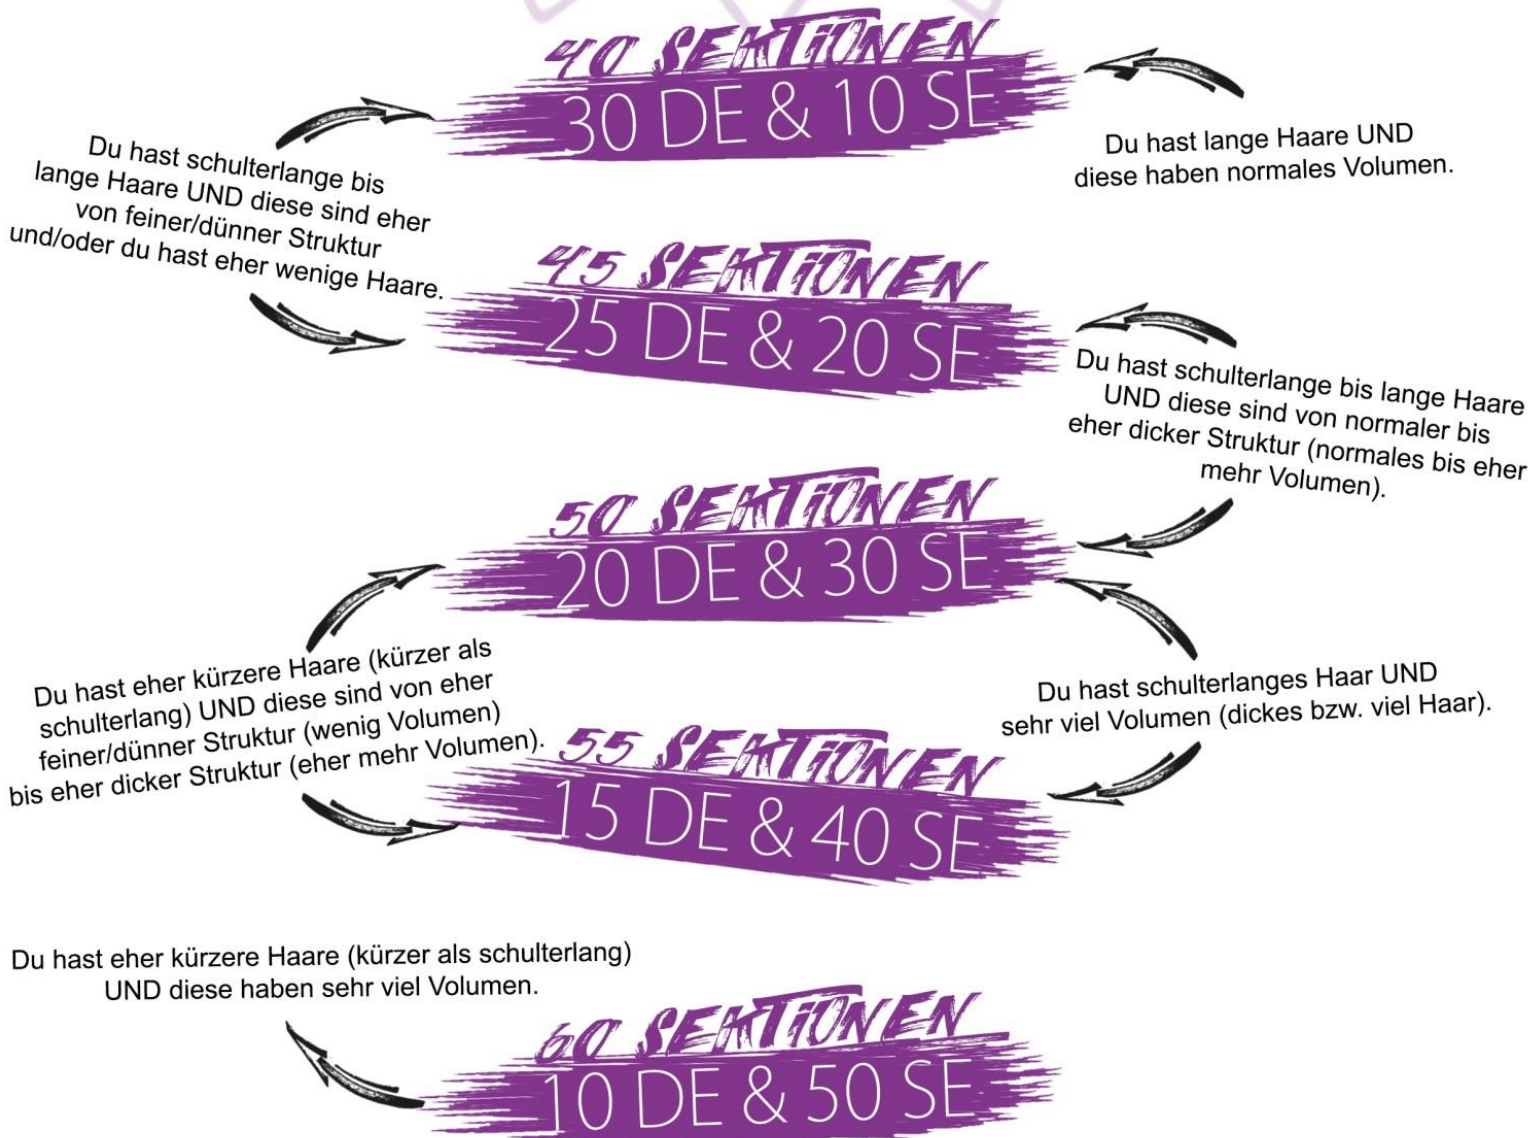 40 SEKTIONEN
30 DE & 10 SE
Du hast schulterlange bis
lange Haare UND diese sind eher
von feiner/dünner Struktur
und/oder du hast eher wenige Haare.
Du hast lange Haare UND
diese haben normales Volumen.
45 SEKTIONEN
25 DE & 20 SE
Du hast schulterlange bis lange Haare
UND diese sind von normaler bis
eher dicker Struktur (normales bis eher
mehr Volumen).
50 SEKTIONEN
20 DE & 30 SE
Du hast eher kürzere Haare (kürzer als
schulterlang) UND diese sind von eher
feiner/dünner Struktur (wenig Volumen)
bis eher dicker Struktur (eher mehr Volumen).
Du hast schulterlanges Haar UND
sehr viel Volumen (dickes bzw. viel Haar).
55 SEKTIONEN
15 DE & 40 SE
Du hast eher kürzere Haare (kürzer als schulterlang)
UND diese haben sehr viel Volumen.
60 SEKTIONEN
10 DE & 50 SE